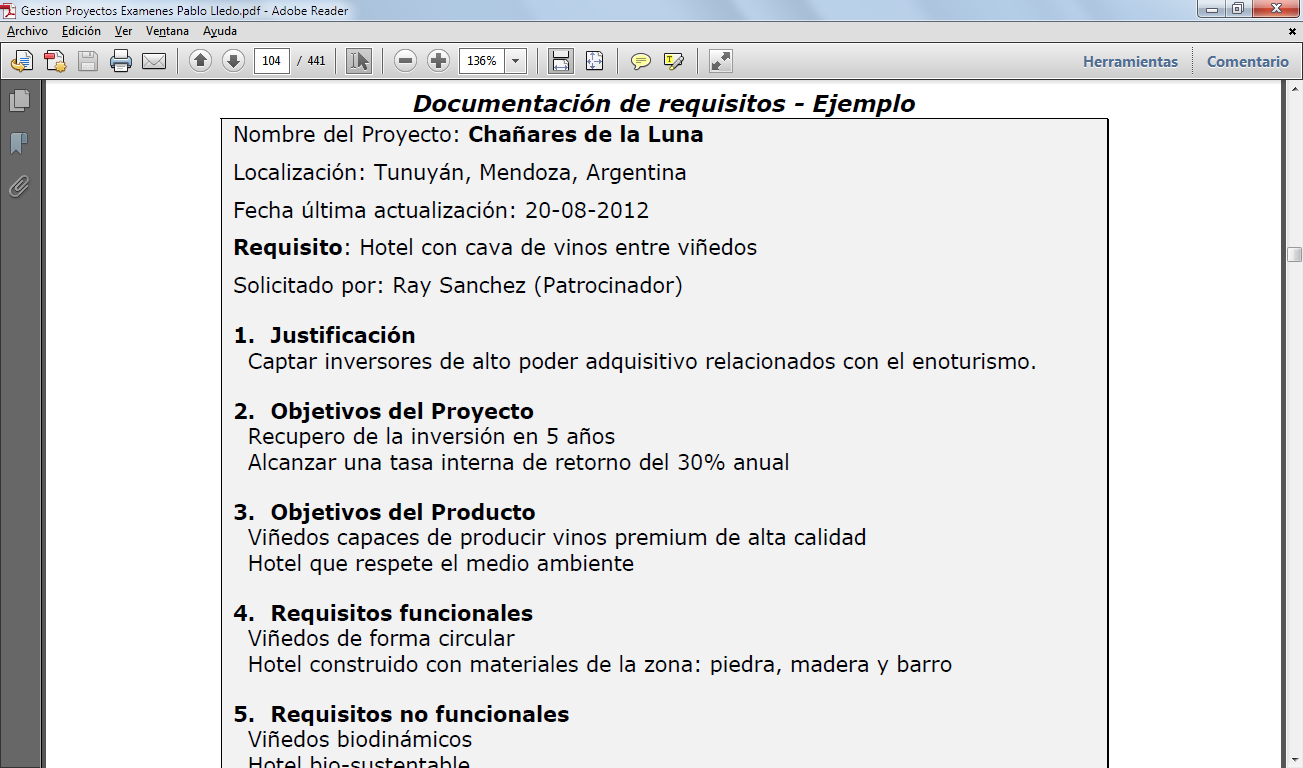 Gestion Proyectos Examenes Pablo Lledo.pdf - Adobe Reader
Archivo Edición Ver Ventana Ayuda
104 / 441 136% Herramientas Comentario
Documentación de requisitos - Ejemplo
Nombre del Proyecto: Chañares de la Luna
Localización: Tunuyán, Mendoza, Argentina
Fecha última actualización: 20-08-2012
Requisito: Hotel con cava de vinos entre viñedos
Solicitado por: Ray Sanchez (Patrocinador)
1. Justificación
Captar inversores de alto poder adquisitivo relacionados con el enoturismo.
2. Objetivos del Proyecto
Recupero de la inversión en 5 años
Alcanzar una tasa interna de retorno del 30% anual
3. Objetivos del Producto
Viñedos capaces de producir vinos premium de alta calidad
Hotel que respete el medio ambiente
4. Requisitos funcionales
Viñedos de forma circular
Hotel construido con materiales de la zona: piedra, madera y barro
5. Requisitos no funcionales
Viñedos biodinámicos
Hotel bio-sustentable